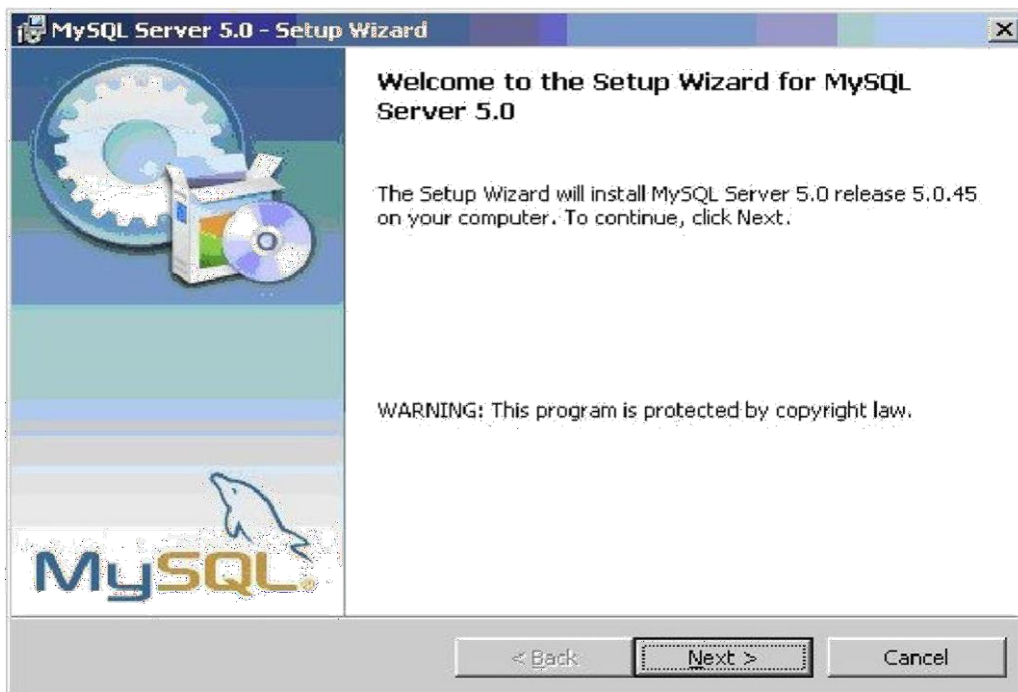 MySQL Server 5.0 - Setup Wizard
Welcome to the Setup Wizard for MySQL
Server 5.0
The Setup Wizard will install MySQL Server 5.0 release 5.0.45
on your computer. To continue, click Next.
WARNING: This program is protected by copyright law.
MySQL®
< Back Next > Cancel